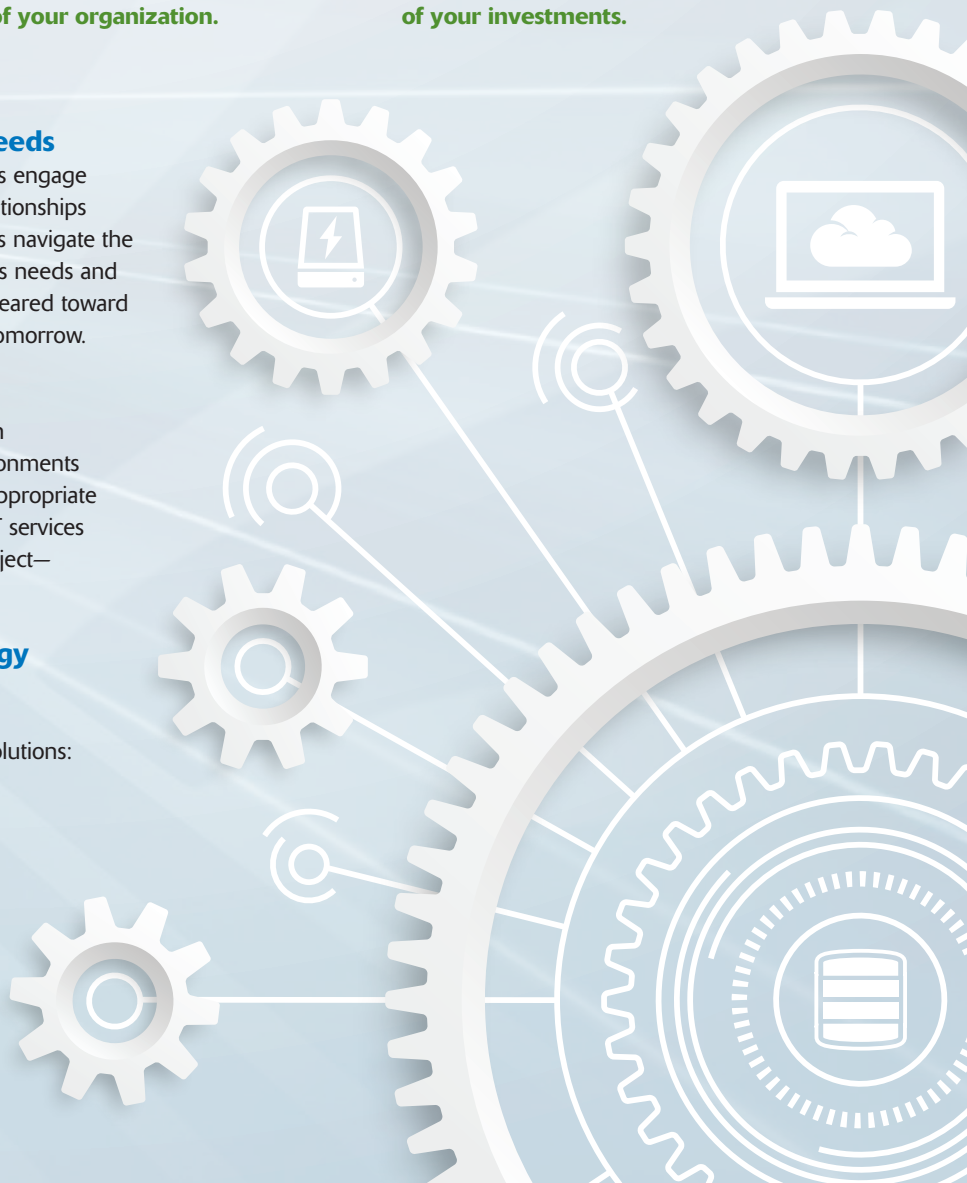 of your organization.
of your investments.
eeds
s engage
tionships
s navigate the
s needs and
eared toward
omorrow.
n
onments
ppropriate
T services
ject—
gy
olutions: